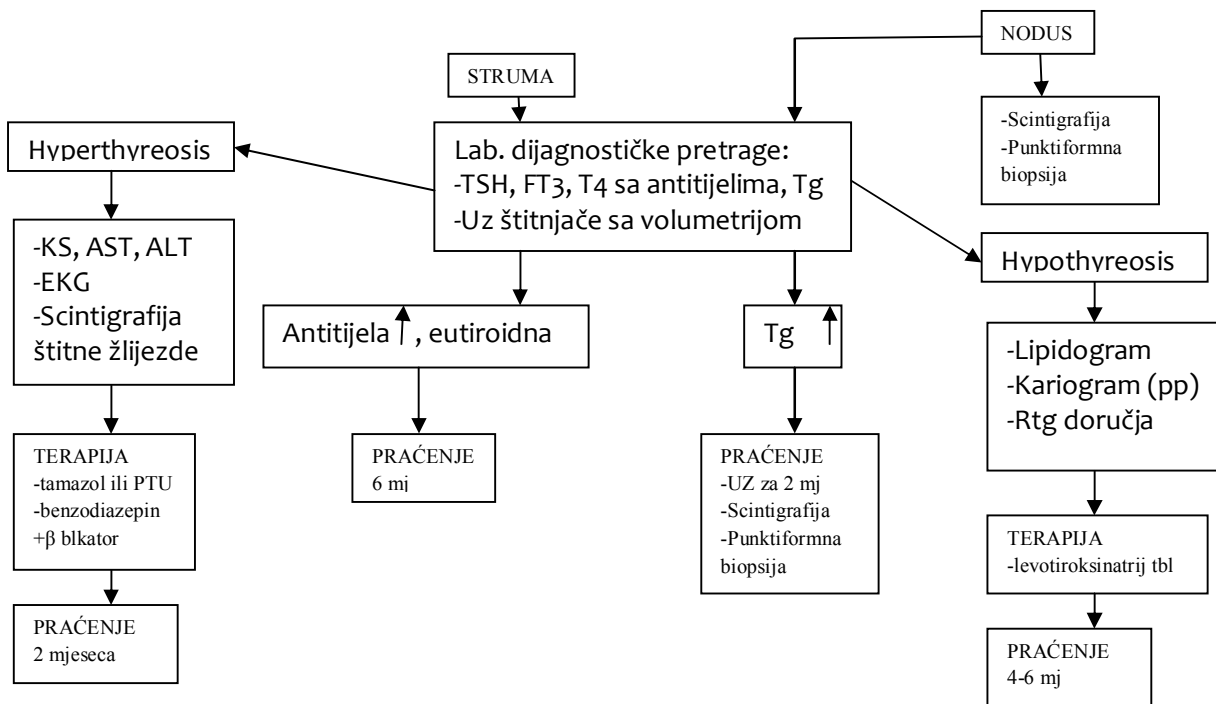 NODUS
-Scintigrafija
-Punktiformna
biopsija
STRUMA
Lab. dijagnostičke pretrage:
-TSH, FT3, T4 sa antitijelima, Tg
-Uz štitnjače sa volumetrijom
Hyperthyreosis
-KS, AST, ALT
-EKG
-Scintigrafija
štitne žlijezde
TERAPIJA
-tamazol ili PTU
-benzodiazepin
+β blkator
PRAĆENJE
2 mjeseca
Antitijela , eutiroidna
PRAĆENJE
6 mj
Tg
PRAĆENJE
-UZ za 2 mj
-Scintigrafija
-Punktiformna
biopsija
Hypothyreosis
-Lipidogram
-Kariogram (pp)
-Rtg doručja
TERAPIJA
-levotiroksinatrij tbl
PRAĆENJE
4-6 mj